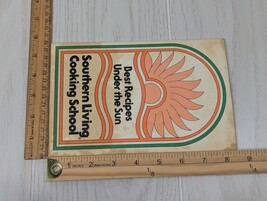 Best Recipes
Under the Sun
Southern Living
Cooking School